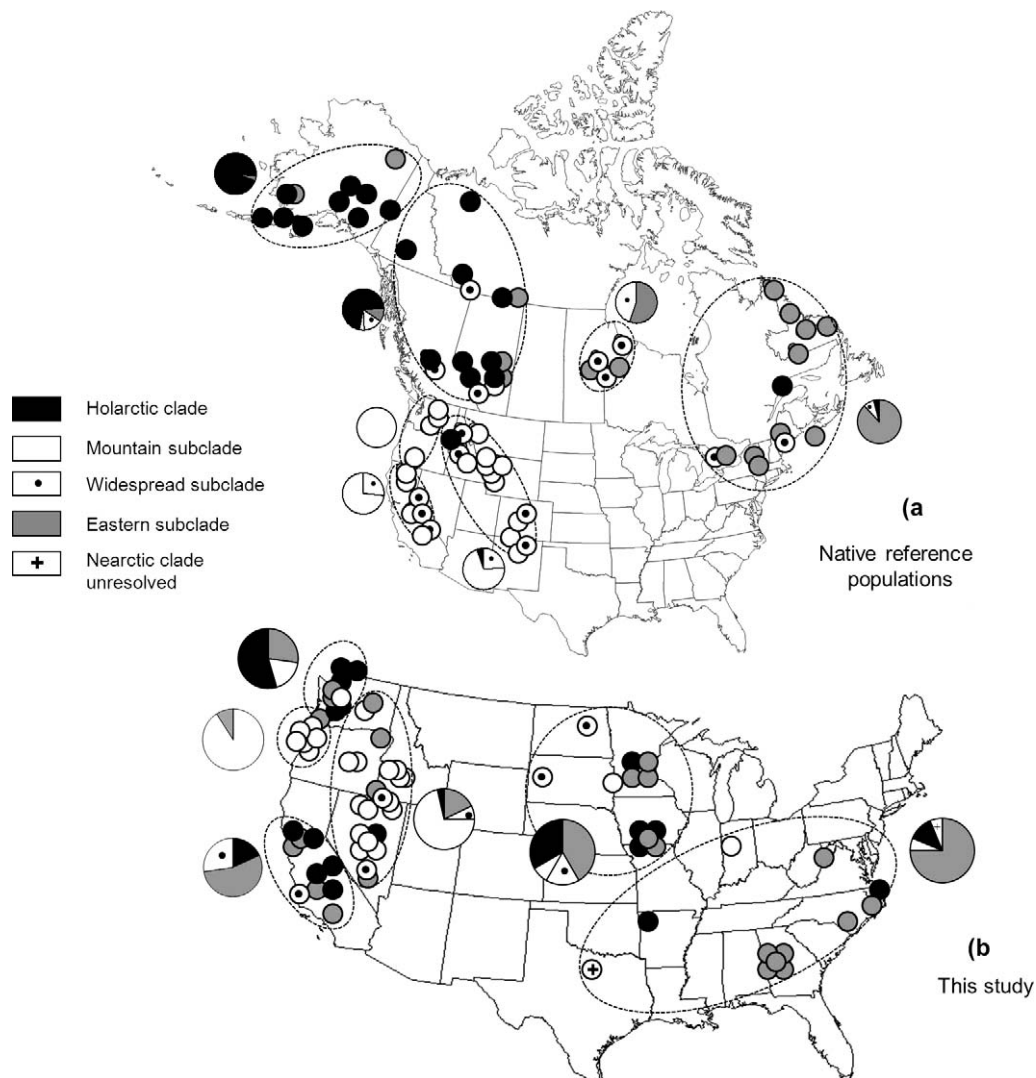 Holarctic clade
Mountain subclade
Widespread subclade
Eastern subclade
Nearctic clade
unresolved
(a
Native reference
populations
(b
This study